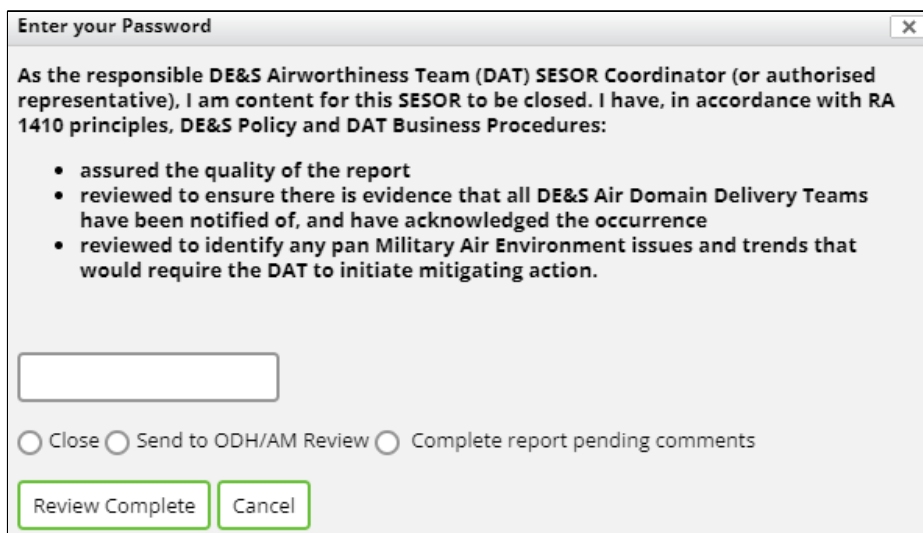 Enter your Password
As the responsible DE&S Airworthiness Team (DAT) SESOR Coordinator (or authorised
representative), I am content for this SESOR to be closed. I have, in accordance with RA
1410 principles, DE&S Policy and DAT Business Procedures:
• assured the quality of the report
• reviewed to ensure there is evidence that all DE&S Air Domain Delivery Teams
have been notified of, and have acknowledged the occurrence
• reviewed to identify any pan Military Air Environment issues and trends that
would require the DAT to initiate mitigating action.
Close Send to ODH/AM Review Complete report pending comments
Review Complete Cancel